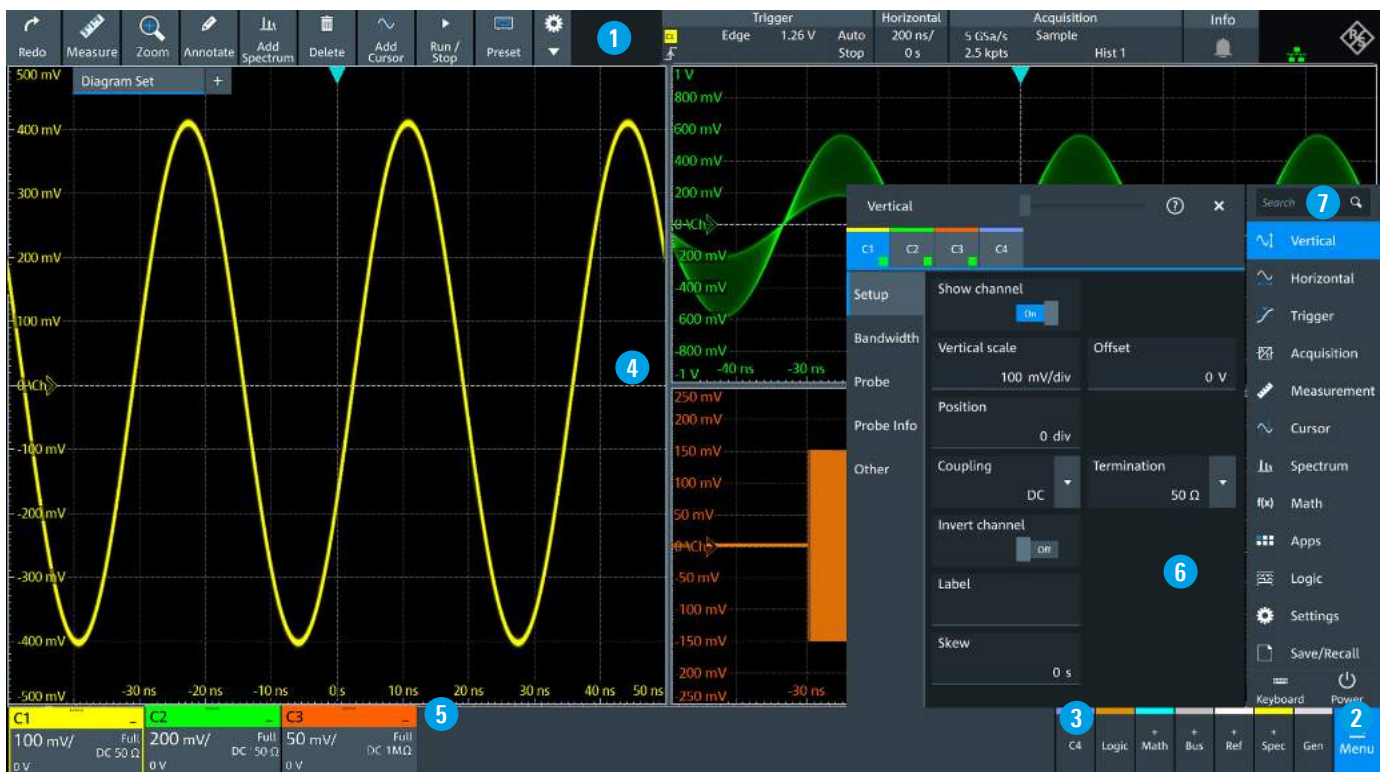 Redo Measure Zoom Annotate Add Spectrum Delete Add Cursor Run / Stop Preset
1
Trigger Horizontal Acquisition Info
C1 Edge 1.26 V Auto 200 ns/ 5 GSa/s Sample
Stop 0 s 2.5 kpts Hist 1
R&S
Diagram Set +
500 mV
400 mV
300 mV
200 mV
100 mV
-100 mV
-200 mV
-300 mV
-400 mV
-500 mV
-30 ns -20 ns -10 ns 0 s 10 ns 20 ns 30 ns 40 ns 50 ns
4
1 V
800 mV
600 mV
400 mV
200 mV
-200 mV
-400 mV
-600 mV
-800 mV
-1 V -40 ns -30 ns
250 mV
200 mV
150 mV
100 mV
50 mV
-50 mV
-100 mV
-150 mV
-200 mV
-250 mV -30 ns
Vertical ? ×
C1 C2 C3 C4
Setup
Bandwidth
Probe
Probe Info
Other
Show channel
On
Vertical scale Offset
100 mV/div 0 V
Position
0 div
Coupling Termination
DC 50 Ω
Invert channel
Off
Label
Skew
0 s
6
Search 7
Vertical
Horizontal
Trigger
Acquisition
Measurement
Cursor
Spectrum
f(x) Math
Apps
Logic
Settings
Save/Recall
Keyboard Power
C1 C2 C3
100 mV/ Full 200 mV/ Full 50 mV/ Full
DC 50 Ω DC 50 Ω DC 1MΩ
0 V 0 V 0 V
5
3 2
+ + + +
C4 Logic Math Bus Ref Spec Gen Menu